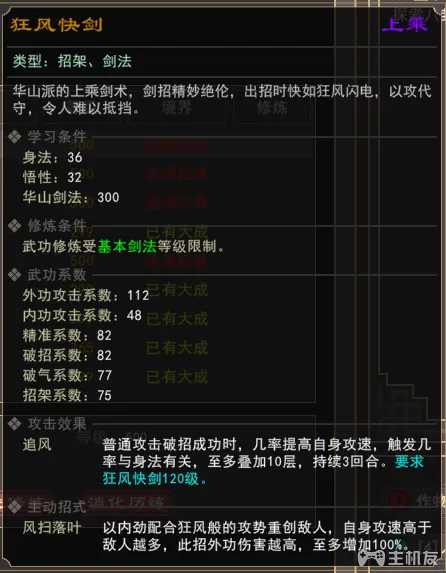 狂风快剑 上乘
类型：招架、剑法
华山派的上乘剑术，剑招精妙绝伦，出招时快如狂风闪电，以攻代
守，令人难以抵挡。
学习条件
身法：36
悟性：32
华山剑法：300
修炼条件
武功修炼受基本剑法等级限制。
武功系数
外功攻击系数：112
内功攻击系数：48
精准系数：82
破招系数：82
破气系数：77
招架系数：75
攻击效果
追风 普通攻击破招成功时，几率提高自身攻速，触发几
率与身法有关，至多叠加10层，持续3回合。要求
狂风快剑120级。
主动招式
风扫落叶 以内劲配合狂风般的攻势重创敌人，自身攻速高于
敌人越多，此招外功伤害越高，至多增加100%。
主机友